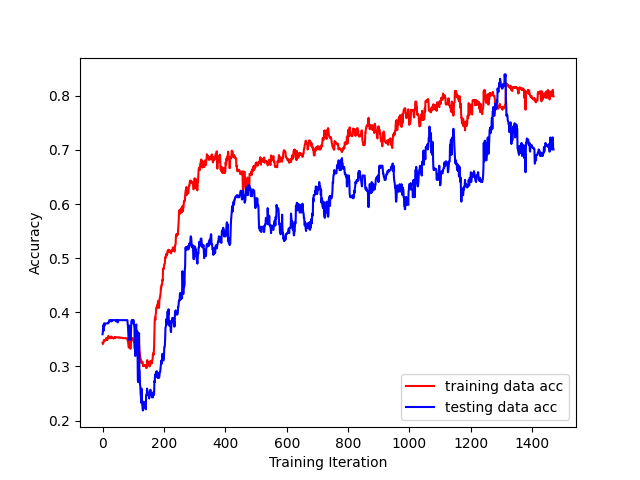 0.8
0.7
0.6
0.5
0.4
0.3
0.2
Accuracy
0 200 400 600 800 1000 1200 1400
Training Iteration
training data acc
testing data acc